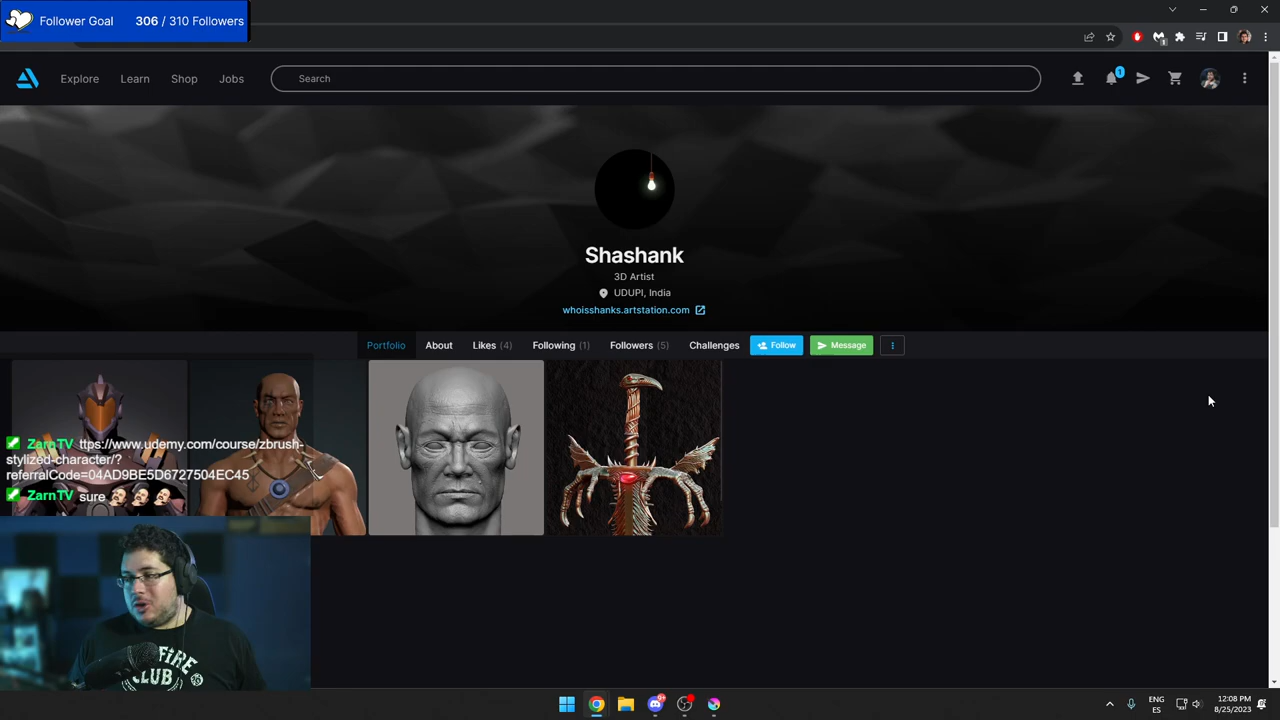 Follower Goal 306 / 310 Followers
Explore Learn Shop Jobs Search 1
Shashank
3D Artist
UDUPI, India
whoisshanks.artstation.com
Portfolio About Likes (4) Following (1) Followers (5) Challenges Follow Message
ZarnTV ttps://www.udemy.com/course/zbrush-
stylized-character/?
referralCode=04AD9BE5D6727504EC45
ZarnTV sure
FIRE
CLUB
ENG 12:08 PM
ES 8/25/2023